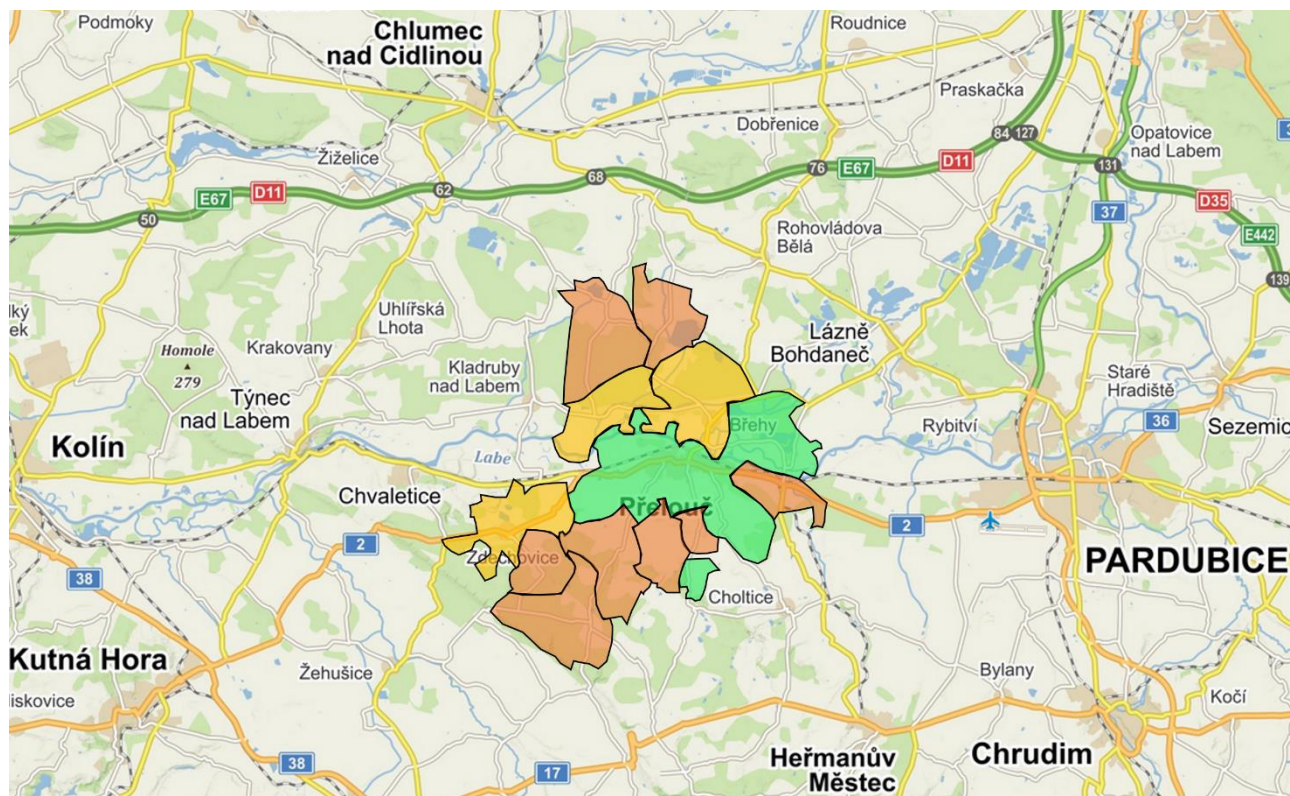 Podmoky
Chlumec
nad Cidlinou
Roudnice
Praskačka
Dobřenice
84
127
Opatovice
nad Labem
Žiželice
E67
D11
62
68
76
E67
D11
131
50
37
D35
E442
139
Rohovládova
Bělá
Uhlířská
Lhota
Homole
279
Krakovany
Kladruby
nad Labem
Lázně
Bohdaneč
Týnec
nad Labem
Staré
Hradiště
Kolín
Břehy
Rybitví
36
Sezemic
Labe
Chvaletice
Přelouč
2
2
Zdechovice
38
PARDUBICE
Choltice
Kutná Hora
Žehušice
Bylany
iskovice
Kočí
38
17
Heřmanův
Městec
Chrudim